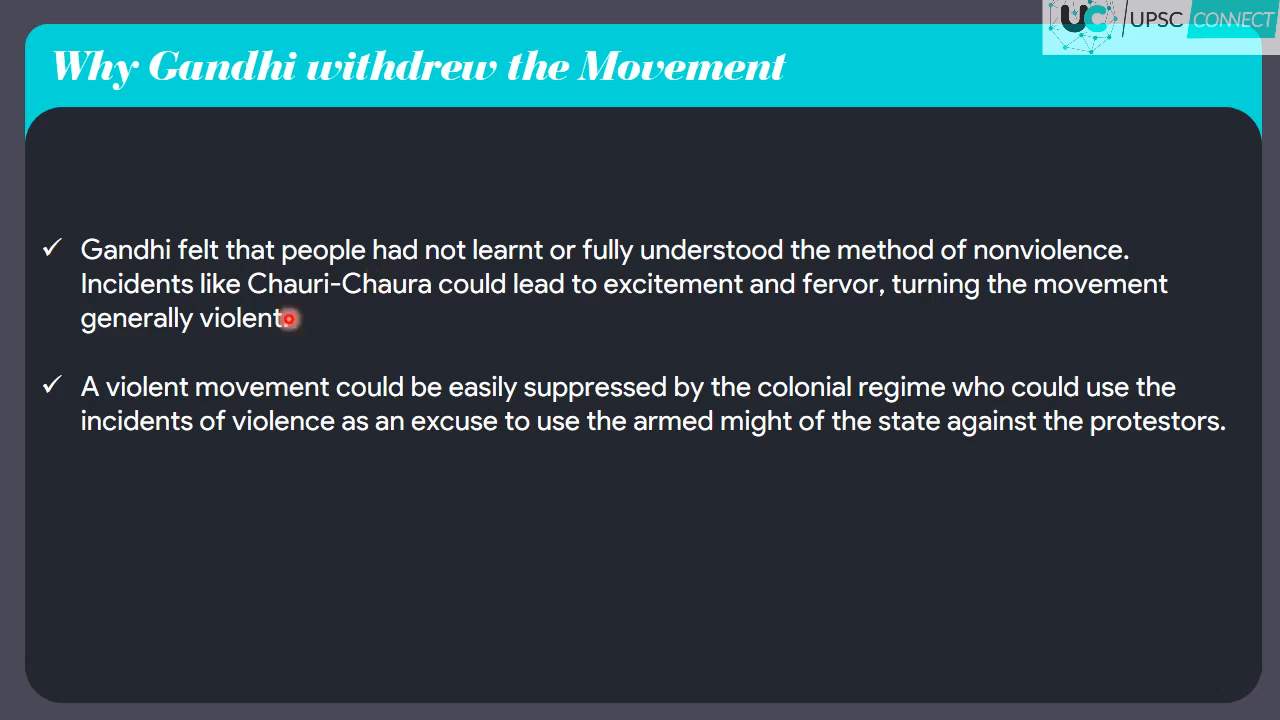 UC UPSC CONNECT
Why Gandhi withdrew the Movement
✓ Gandhi felt that people had not learnt or fully understood the method of nonviolence.
Incidents like Chauri-Chaura could lead to excitement and fervor, turning the movement
generally violent.
✓ A violent movement could be easily suppressed by the colonial regime who could use the
incidents of violence as an excuse to use the armed might of the state against the protestors.